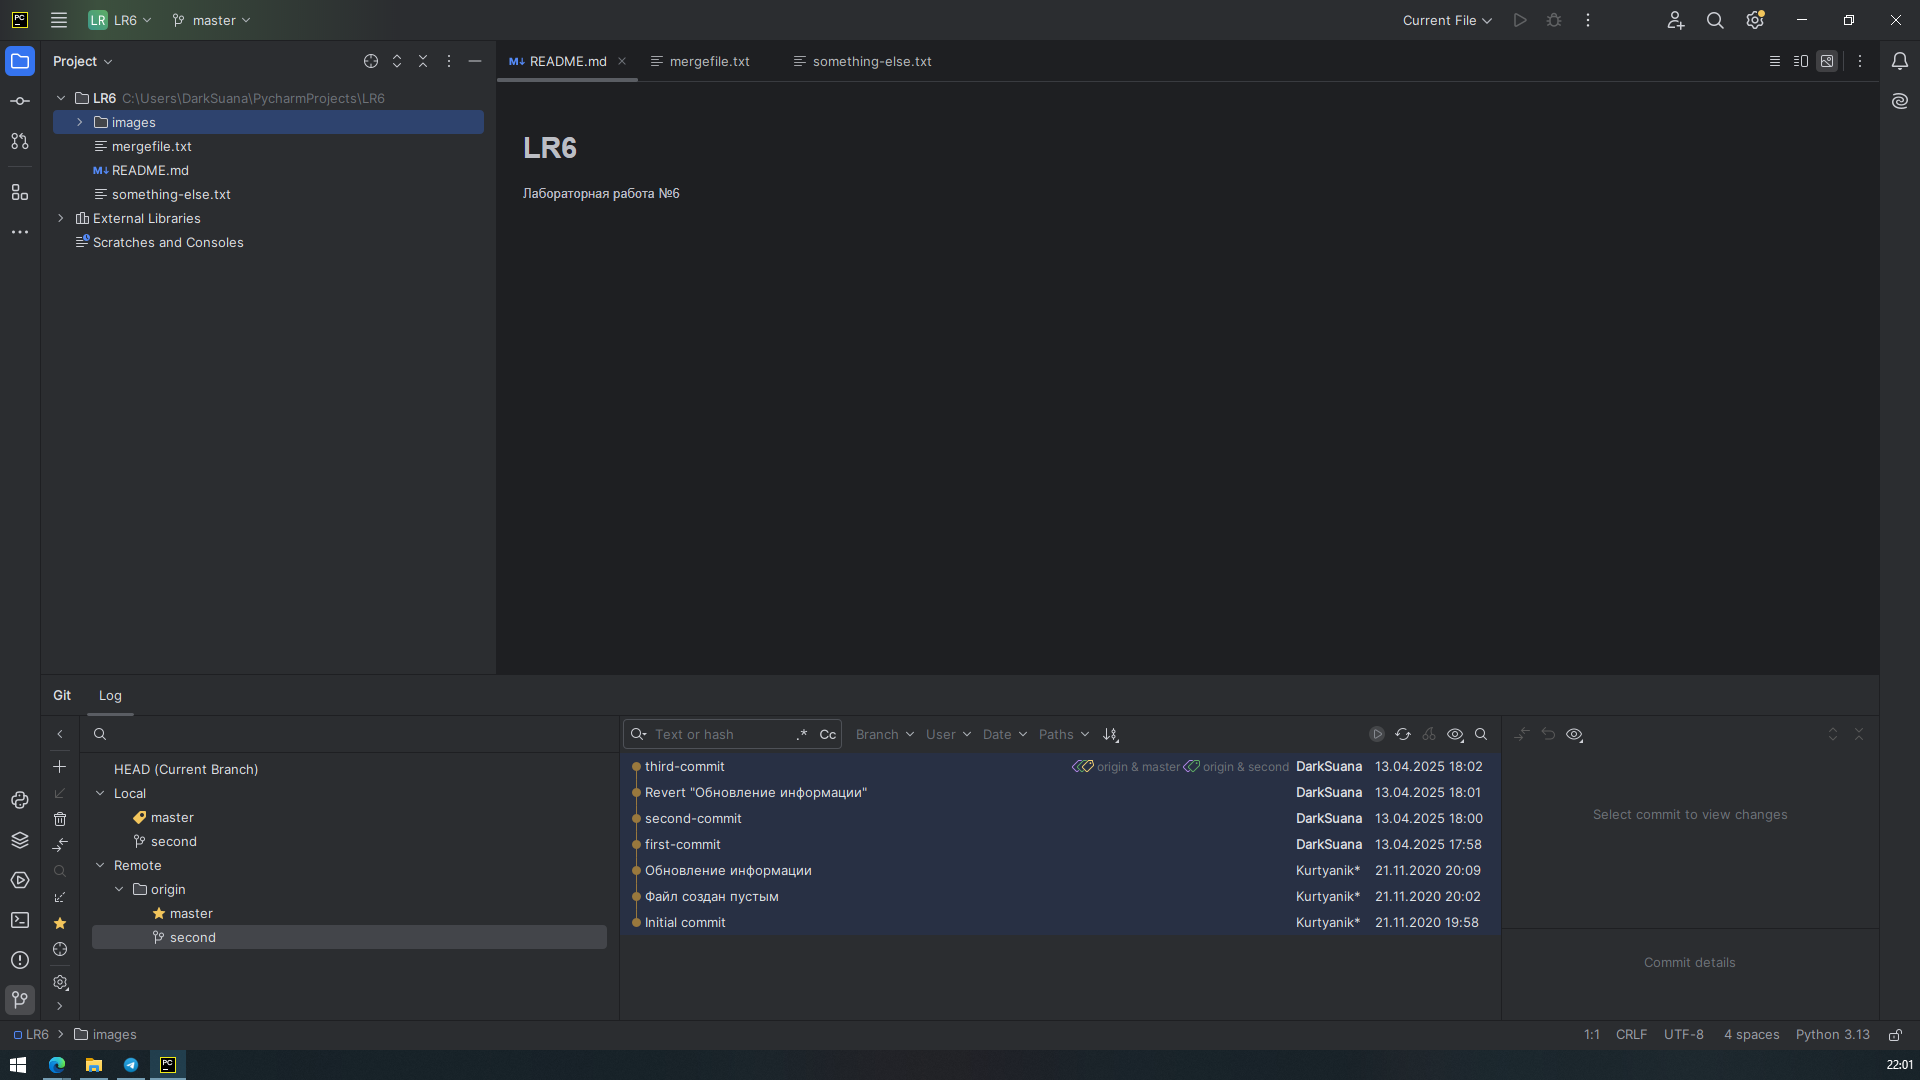 PC LR LR6 master Current File
Project
README.md mergefile.txt something-else.txt
LR6 C:\Users\DarkSuana\PycharmProjects\LR6
images
mergefile.txt
M↓ README.md
something-else.txt
External Libraries
Scratches and Consoles
LR6
Лабораторная работа №6
Git Log
Text or hash .* Cc Branch User Date Paths
HEAD (Current Branch)
Local
master
second
Remote
origin
master
second
third-commit origin & master origin & second DarkSuana 13.04.2025 18:02
Revert "Обновление информации" DarkSuana 13.04.2025 18:01
second-commit DarkSuana 13.04.2025 18:00
first-commit DarkSuana 13.04.2025 17:58
Обновление информации Kurtyanik* 21.11.2020 20:09
Файл создан пустым Kurtyanik* 21.11.2020 20:02
Initial commit Kurtyanik* 21.11.2020 19:58
Select commit to view changes
Commit details
LR6 images 1:1 CRLF UTF-8 4 spaces Python 3.13
PC 22:01